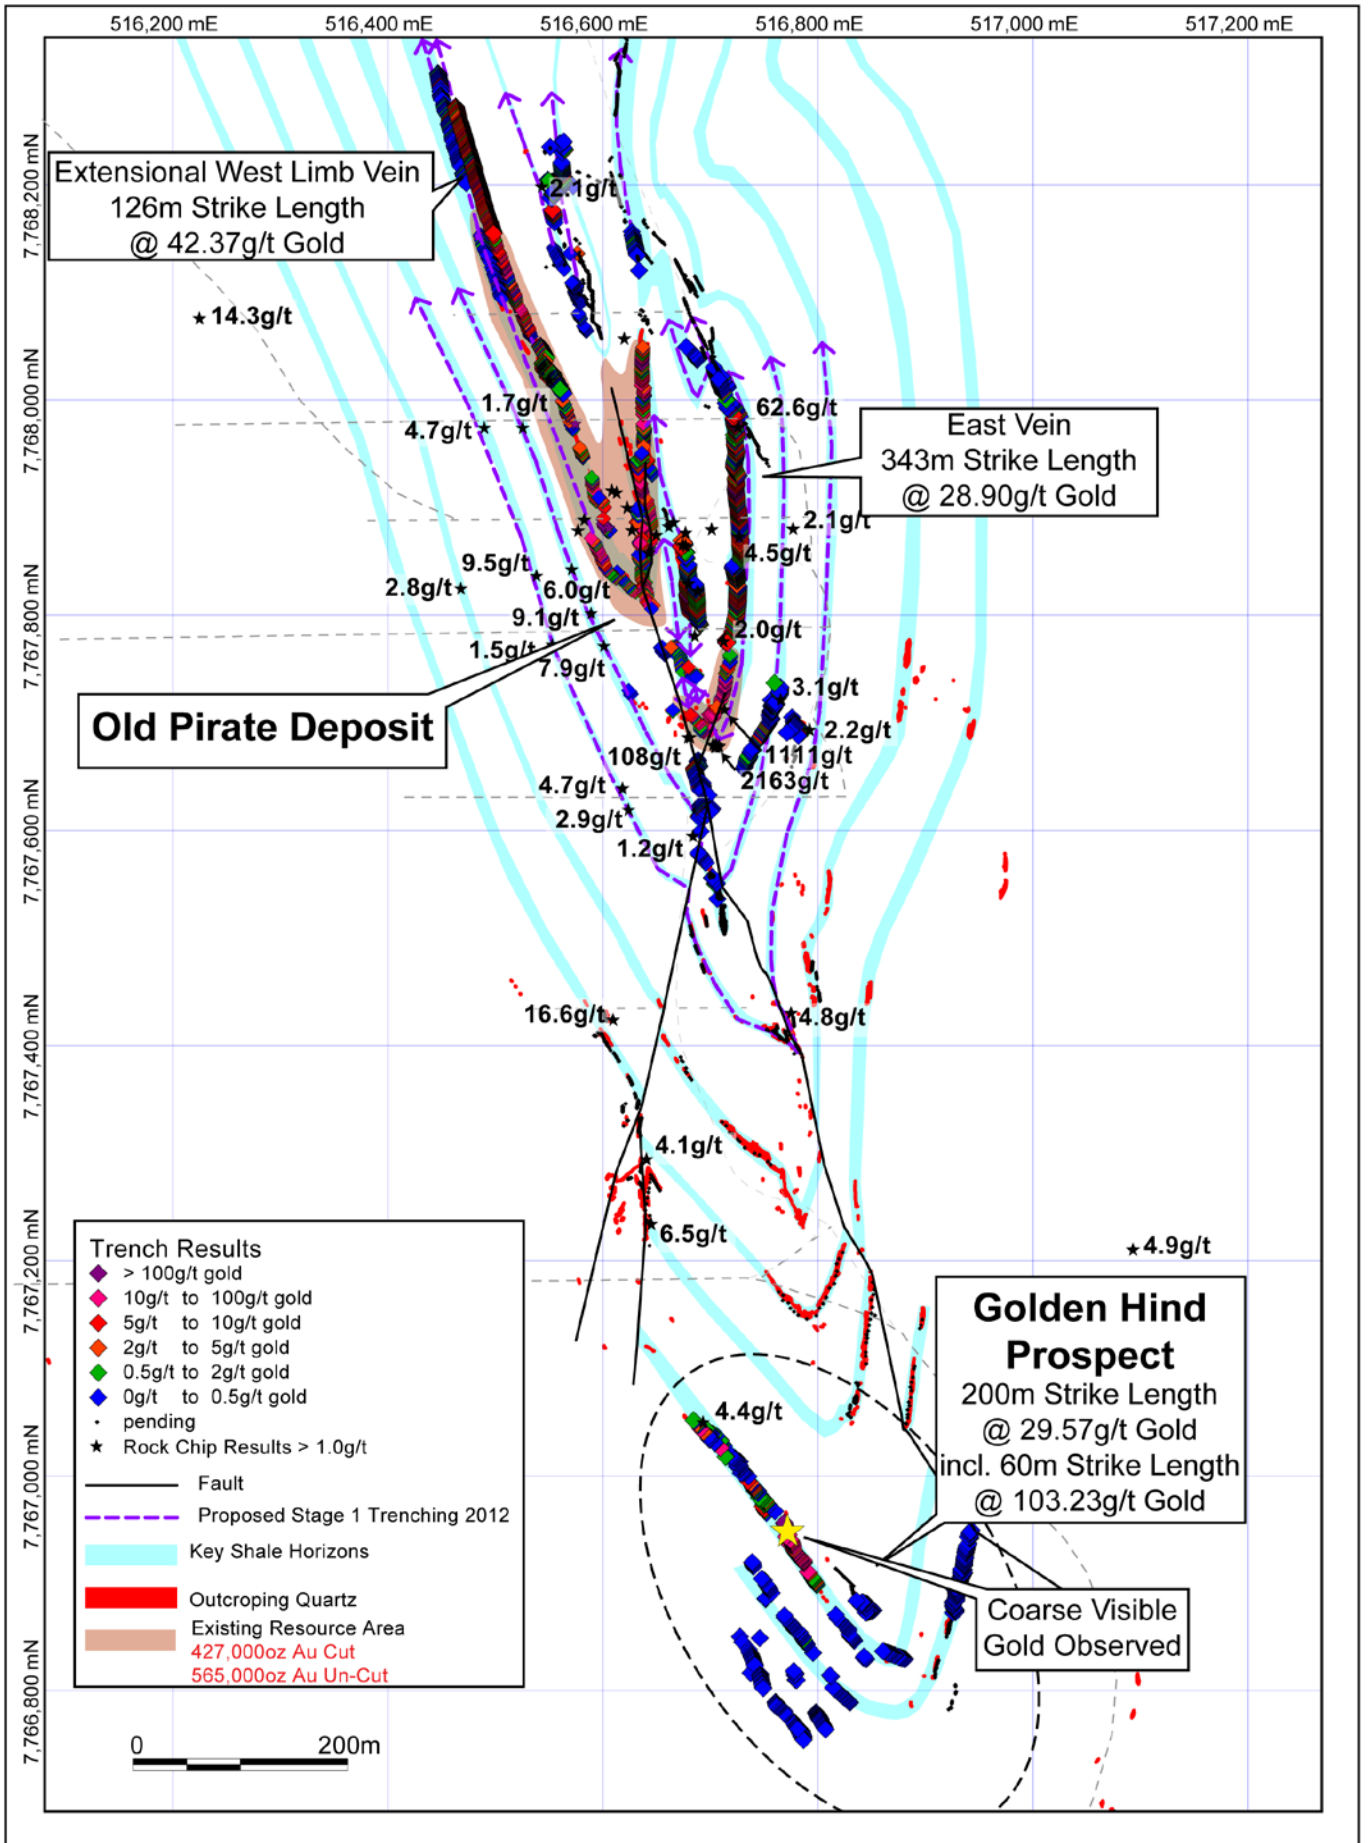 516,200 mE
516,400 mE
516,600 mE
516,800 mE
517,000 mE
517,200 mE
7,768,200 mN
7,768,000 mN
7,767,800 mN
7,767,600 mN
7,767,400 mN
7,767,200 mN
7,767,000 mN
7,766,800 mN
Extensional West Limb Vein
126m Strike Length
@ 42.37g/t Gold
2.1g/t
14.3g/t
1.7g/t
4.7g/t
62.6g/t
East Vein
343m Strike Length
@ 28.90g/t Gold
2.1g/t
4.5g/t
9.5g/t
2.8g/t
6.0g/t
9.1g/t
2.0g/t
1.5g/t
7.9g/t
3.1g/t
Old Pirate Deposit
2.2g/t
108g/t
1111g/t
2163g/t
4.7g/t
2.9g/t
1.2g/t
16.6g/t
4.8g/t
4.1g/t
6.5g/t
4.9g/t
Trench Results
> 100g/t gold
10g/t to 100g/t gold
5g/t to 10g/t gold
2g/t to 5g/t gold
0.5g/t to 2g/t gold
0g/t to 0.5g/t gold
pending
Rock Chip Results > 1.0g/t
Fault
Proposed Stage 1 Trenching 2012
Key Shale Horizons
Outcroping Quartz
Existing Resource Area
427,000oz Au Cut
565,000oz Au Un-Cut
Golden Hind
Prospect
200m Strike Length
@ 29.57g/t Gold
incl. 60m Strike Length
@ 103.23g/t Gold
4.4g/t
Coarse Visible
Gold Observed
0 200m